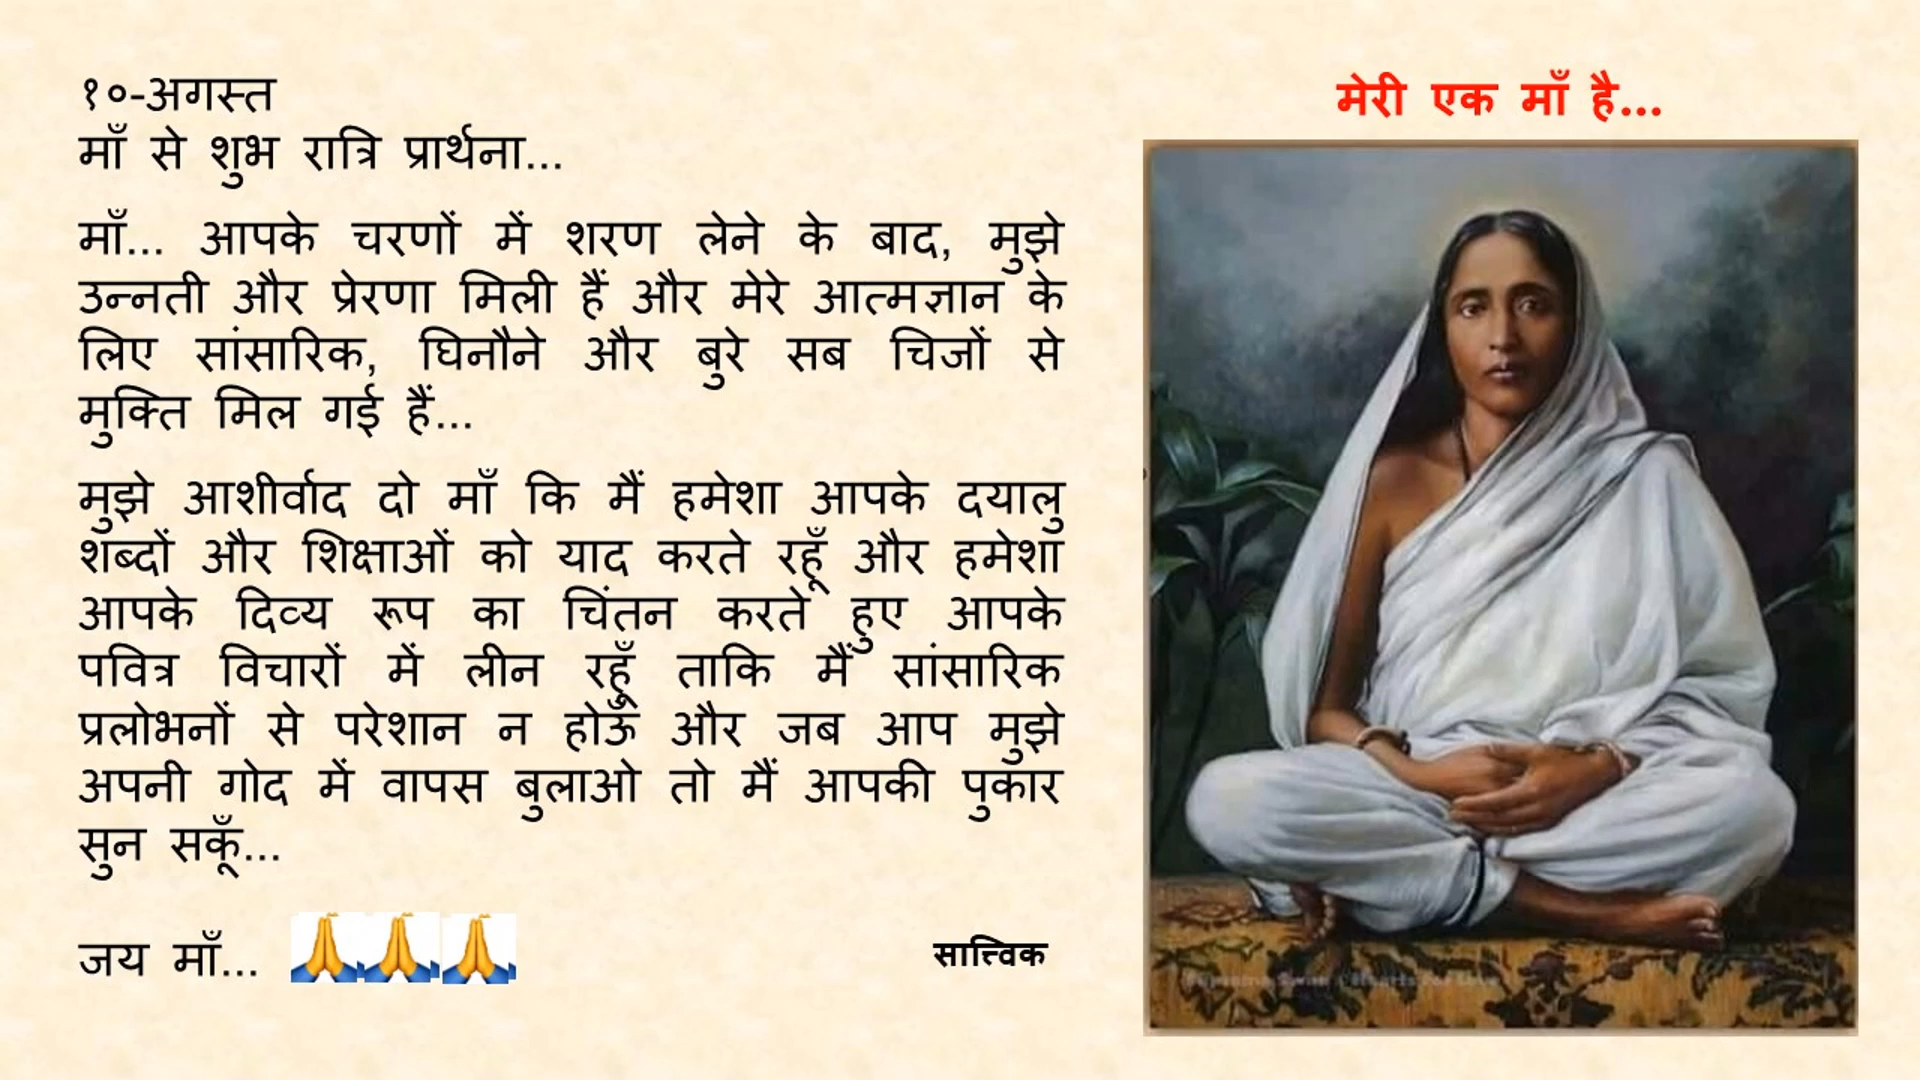 १०-अगस्त
माँ से शुभ रात्रि प्रार्थना...
माँ... आपके चरणों में शरण लेने के बाद, मुझे
उन्नती और प्रेरणा मिली हैं और मेरे आत्मज्ञान के
लिए सांसारिक, घिनौने और बुरे सब चिजों से
मुक्ति मिल गई हैं...
मुझे आशीर्वाद दो माँ कि मैं हमेशा आपके दयालु
शब्दों और शिक्षाओं को याद करते रहूँ और हमेशा
आपके दिव्य रूप का चिंतन करते हुए आपके
पवित्र विचारों में लीन रहूँ ताकि मैं सांसारिक
प्रलोभनों से परेशान न होऊँ और जब आप मुझे
अपनी गोद में वापस बुलाओ तो मैं आपकी पुकार
सुन सकूँ...
जय माँ... 🙏🙏🙏
सात्त्विक
मेरी एक माँ है...